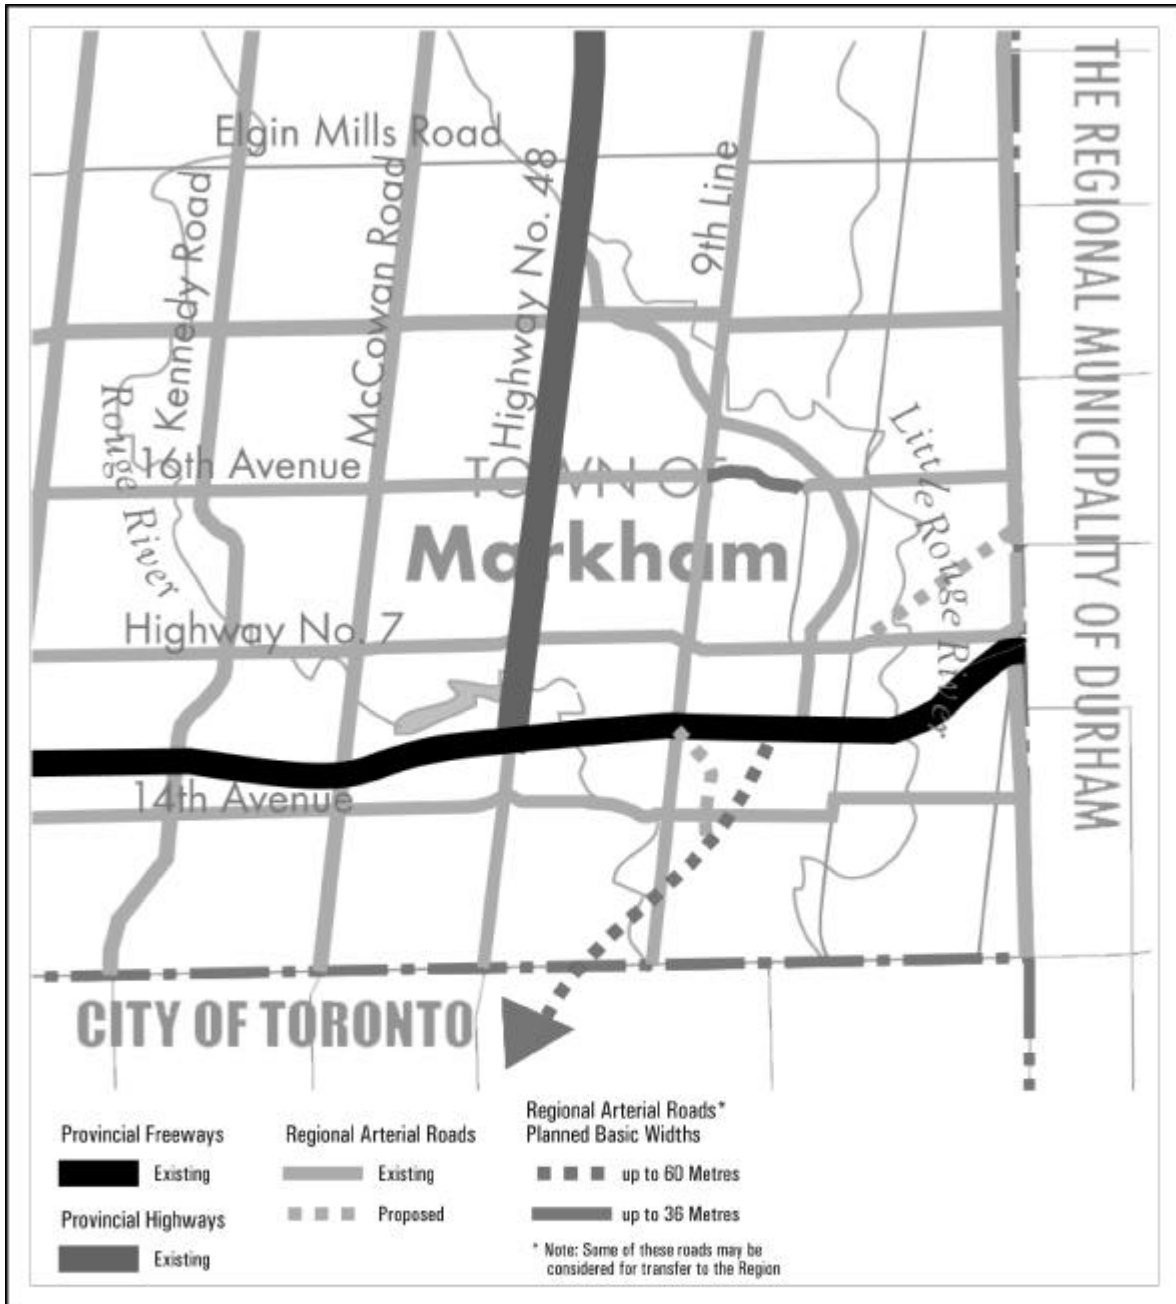 Elgin Mills Road
Kennedy Road
McCowan Road
Highway No. 48
9th Line
THE REGIONAL MUNICIPALITY OF DURHAM
Rouge River
16th Avenue
TOWN OF
Markham
Little Rouge River
Highway No. 7
14th Avenue
CITY OF TORONTO
Provincial Freeways
Existing
Provincial Highways
Existing
Regional Arterial Roads
Existing
Proposed
Regional Arterial Roads*
Planned Basic Widths
up to 60 Metres
up to 36 Metres
* Note: Some of these roads may be
considered for transfer to the Region